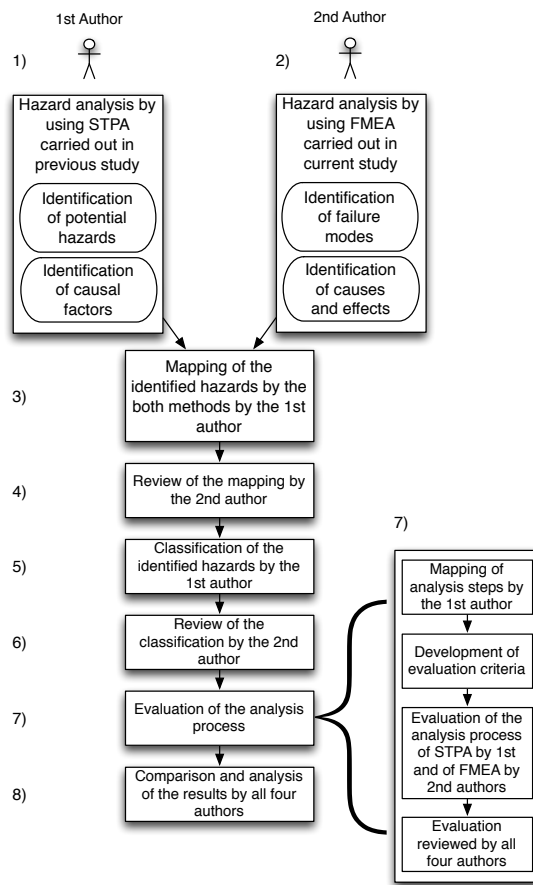 1st Author
2nd Author
1)
2)
Hazard analysis by
using STPA
carried out in
previous study
Identification
of potential
hazards
Identification
of causal
factors
Hazard analysis by
using FMEA
carried out in
current study
Identification
of failure
modes
Identification
of causes
and effects
3)
Mapping of the
identified hazards by the
both methods by the 1st
author
4)
Review of the mapping by
the 2nd author
5)
Classification of the
identified hazards by the
1st author
6)
Review of the
classification by the 2nd
author
7)
Evaluation of the analysis
process
8)
Comparison and analysis
of the results by all four
authors
7)
Mapping of
analysis steps by
the 1st author
Development of
evaluation criteria
Evaluation of the
analysis process
of STPA by 1st
and of FMEA by
2nd authors
Evaluation
reviewed by all
four authors